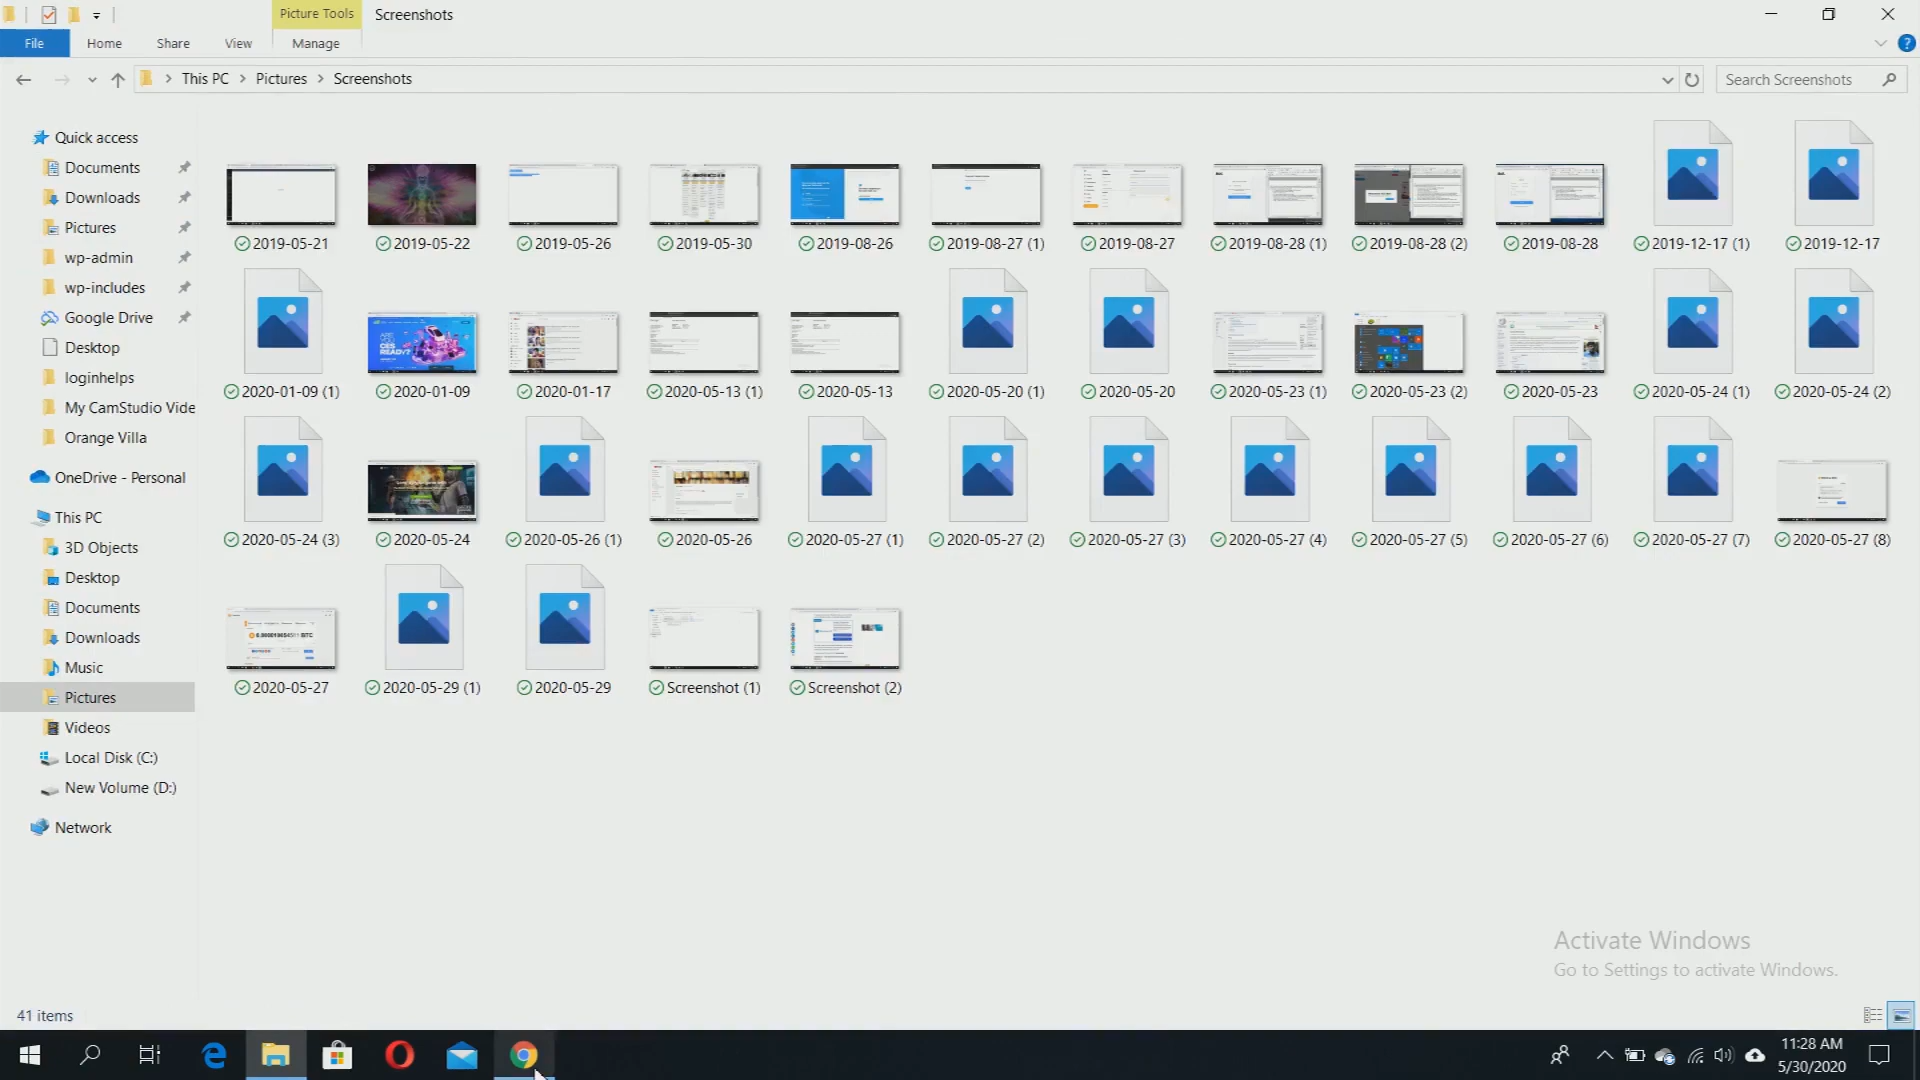 Picture Tools
Screenshots
File
Home
Share
View
Manage
This PC
Pictures
Screenshots
Search Screenshots
Quick access
Documents
Downloads
Pictures
wp-admin
wp-includes
Google Drive
Desktop
loginhelps
My CamStudio Vide
Orange Villa
OneDrive - Personal
This PC
3D Objects
Desktop
Documents
Downloads
Music
Pictures
Videos
Local Disk (C:)
New Volume (D:)
Network
2019-05-21
2019-05-22
2019-05-26
2019-05-30
2019-08-26
2019-08-27 (1)
2019-08-27
2019-08-28 (1)
2019-08-28 (2)
2019-08-28
2019-12-17 (1)
2019-12-17
2020-01-09 (1)
2020-01-09
2020-01-17
2020-05-13 (1)
2020-05-13
2020-05-20 (1)
2020-05-20
2020-05-23 (1)
2020-05-23 (2)
2020-05-23
2020-05-24 (1)
2020-05-24 (2)
2020-05-24 (3)
2020-05-24
2020-05-26 (1)
2020-05-26
2020-05-27 (1)
2020-05-27 (2)
2020-05-27 (3)
2020-05-27 (4)
2020-05-27 (5)
2020-05-27 (6)
2020-05-27 (7)
2020-05-27 (8)
2020-05-27
2020-05-29 (1)
2020-05-29
Screenshot (1)
Screenshot (2)
Activate Windows
Go to Settings to activate Windows.
41 items
11:28 AM
5/30/2020